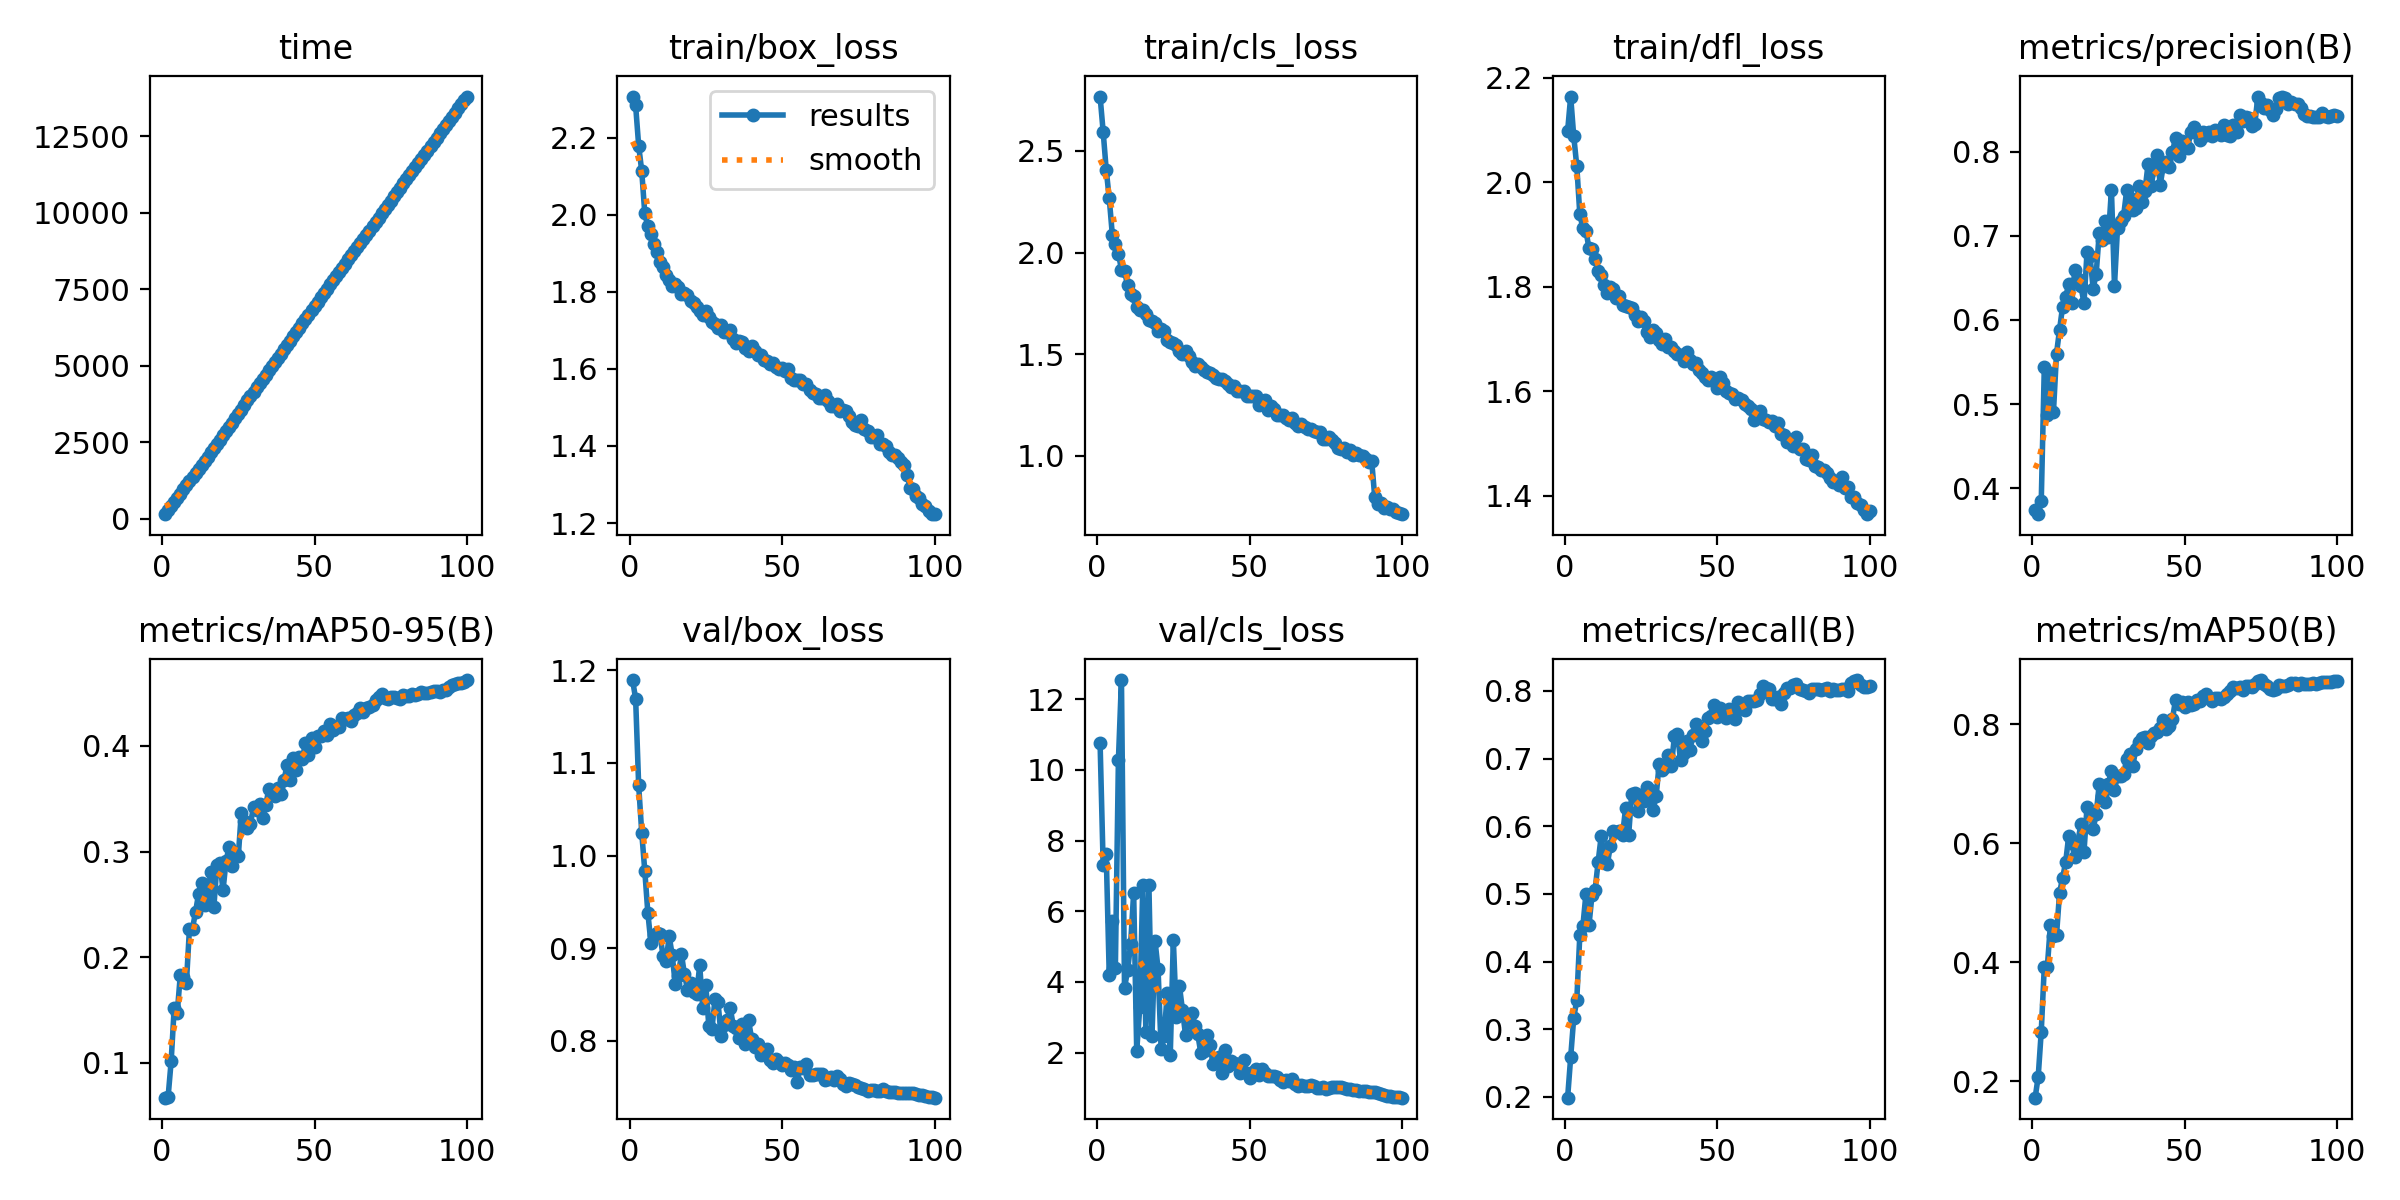 time
train/box_loss
train/cls_loss
train/dfl_loss
metrics/precision(B)
12500
10000
7500
5000
2500
0
0 50 100
2.2
2.0
1.8
1.6
1.4
1.2
results
smooth
0 50 100
2.5
2.0
1.5
1.0
0 50 100
2.2
2.0
1.8
1.6
1.4
0 50 100
0.8
0.7
0.6
0.5
0.4
0 50 100
metrics/mAP50-95(B)
val/box_loss
val/cls_loss
metrics/recall(B)
metrics/mAP50(B)
0.4
0.3
0.2
0.1
0 50 100
1.2
1.1
1.0
0.9
0.8
0 50 100
12
10
8
6
4
2
0 50 100
0.8
0.7
0.6
0.5
0.4
0.3
0.2
0 50 100
0.8
0.6
0.4
0.2
0 50 100